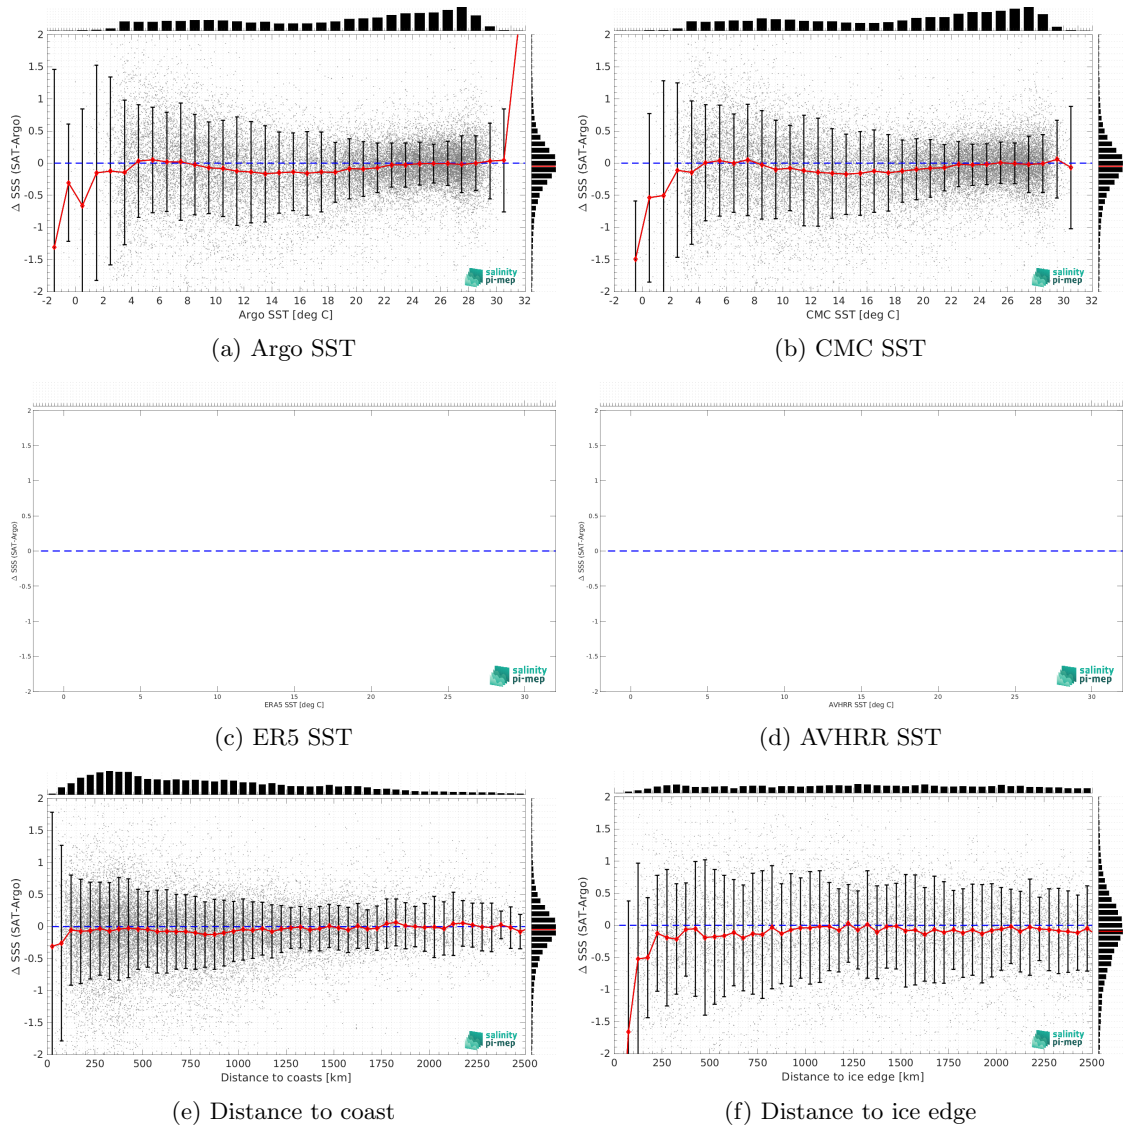 2
1.5
1
0.5
0
-0.5
-1
-1.5
-2
Δ SSS (SAT-Argo)
salinity
pi-mep
-2 0 2 4 6 8 10 12 14 16 18 20 22 24 26 28 30 32
Argo SST [deg C]
(a) Argo SST
2
1.5
1
0.5
0
-0.5
-1
-1.5
-2
Δ SSS (SAT-Argo)
salinity
pi-mep
-2 0 2 4 6 8 10 12 14 16 18 20 22 24 26 28 30 32
CMC SST [deg C]
(b) CMC SST
2
1.5
1
0.5
0
-0.5
-1
-1.5
-2
Δ SSS (SAT-Argo)
salinity
pi-mep
0 5 10 15 20 25 30
ERA5 SST [deg C]
(c) ER5 SST
2
1.5
1
0.5
0
-0.5
-1
-1.5
-2
Δ SSS (SAT-Argo)
salinity
pi-mep
0 5 10 15 20 25 30
AVHRR SST [deg C]
(d) AVHRR SST
2
1.5
1
0.5
0
-0.5
-1
-1.5
-2
Δ SSS (SAT-Argo)
salinity
pi-mep
0 250 500 750 1000 1250 1500 1750 2000 2250 2500
Distance to coasts [km]
(e) Distance to coast
2
1.5
1
0.5
0
-0.5
-1
-1.5
-2
Δ SSS (SAT-Argo)
salinity
pi-mep
0 250 500 750 1000 1250 1500 1750 2000 2250 2500
Distance to ice edge [km]
(f) Distance to ice edge